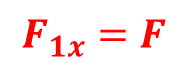 F₁ₓ = F